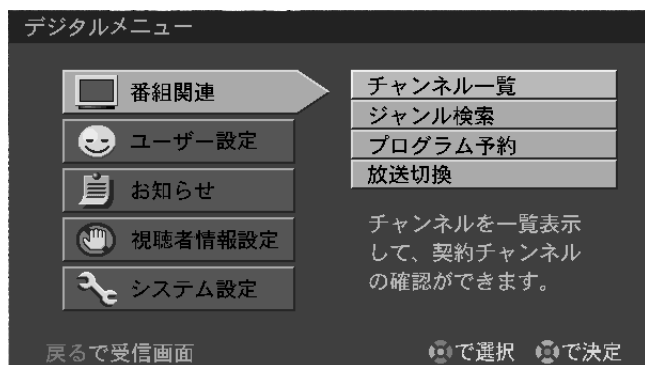 デジタルメニュー
番組関連
ユーザー設定
お知らせ
視聴者情報設定
システム設定
チャンネル一覧
ジャンル検索
プログラム予約
放送切換
チャンネルを一覧表示
して、契約チャンネル
の確認ができます。
戻るで受信画面
で選択 で決定